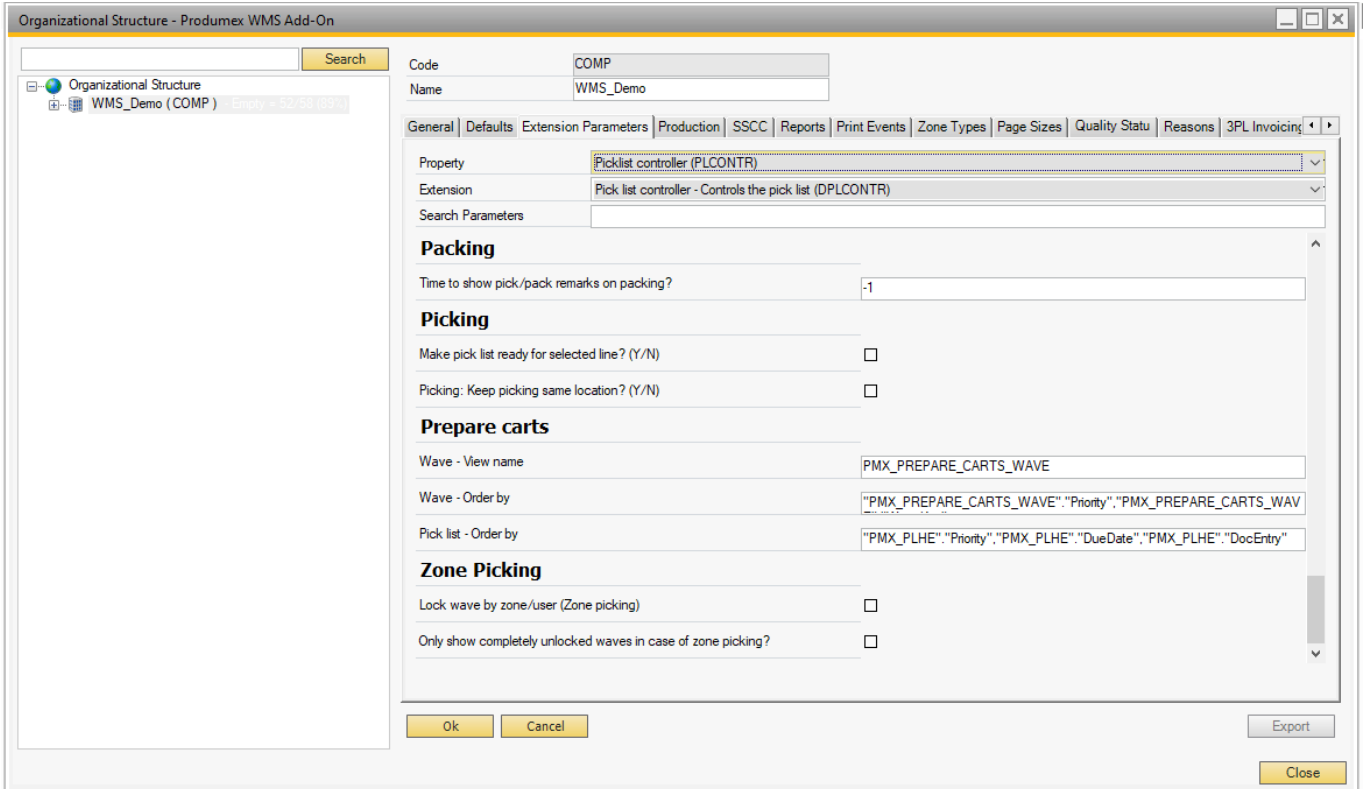 Organizational Structure - Produmex WMS Add-On
Search
Organizational Structure
WMS_Demo ( COMP ) Empty = 52/58 (89%)
Code COMP
Name WMS_Demo
General Defaults Extension Parameters Production SSCC Reports Print Events Zone Types Page Sizes Quality Statu Reasons 3PL Invoicing
Property Picklist controller (PLCONTR)
Extension Pick list controller - Controls the pick list (DPLCONTR)
Search Parameters
Packing
Time to show pick/pack remarks on packing? -1
Picking
Make pick list ready for selected line? (Y/N)
Picking: Keep picking same location? (Y/N)
Prepare carts
Wave - View name PMX_PREPARE_CARTS_WAVE
Wave - Order by "PMX_PREPARE_CARTS_WAVE"."Priority","PMX_PREPARE_CARTS_WAV
Pick list - Order by "PMX_PLHE"."Priority","PMX_PLHE"."DueDate","PMX_PLHE"."DocEntry"
Zone Picking
Lock wave by zone/user (Zone picking)
Only show completely unlocked waves in case of zone picking?
Ok Cancel Export
Close